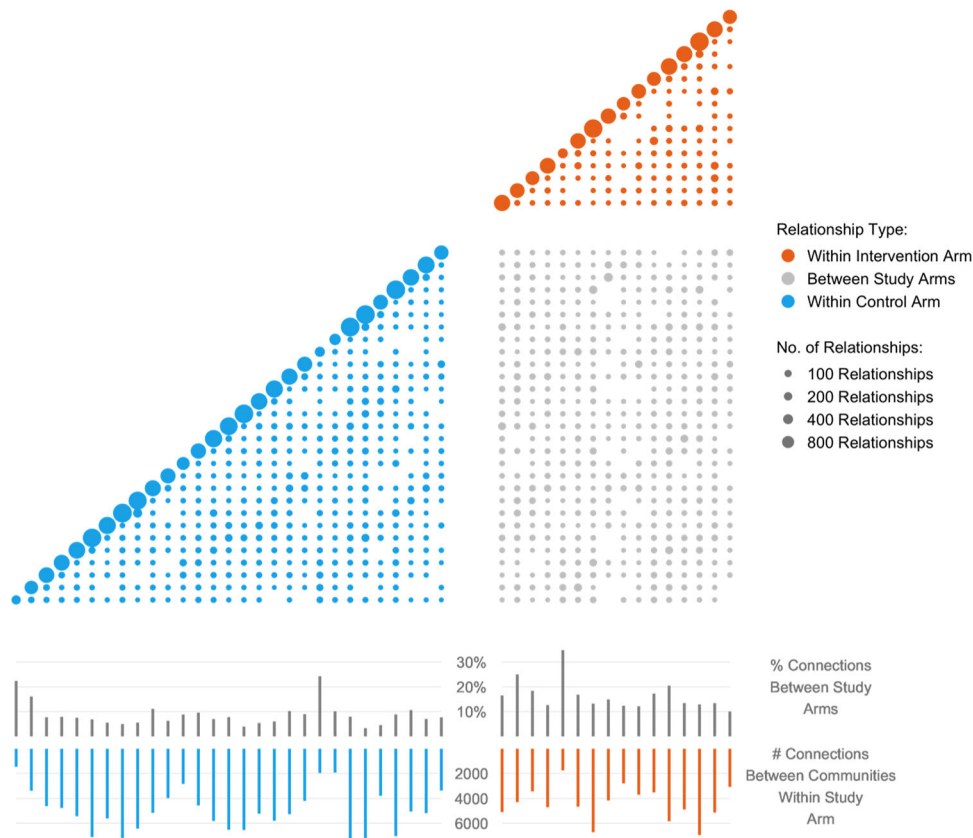 Relationship Type:
Within Intervention Arm
Between Study Arms
Within Control Arm
No. of Relationships:
100 Relationships
200 Relationships
400 Relationships
800 Relationships
30%
20%
10%
% Connections
Between Study
Arms
2000
4000
6000
# Connections
Between Communities
Within Study
Arm